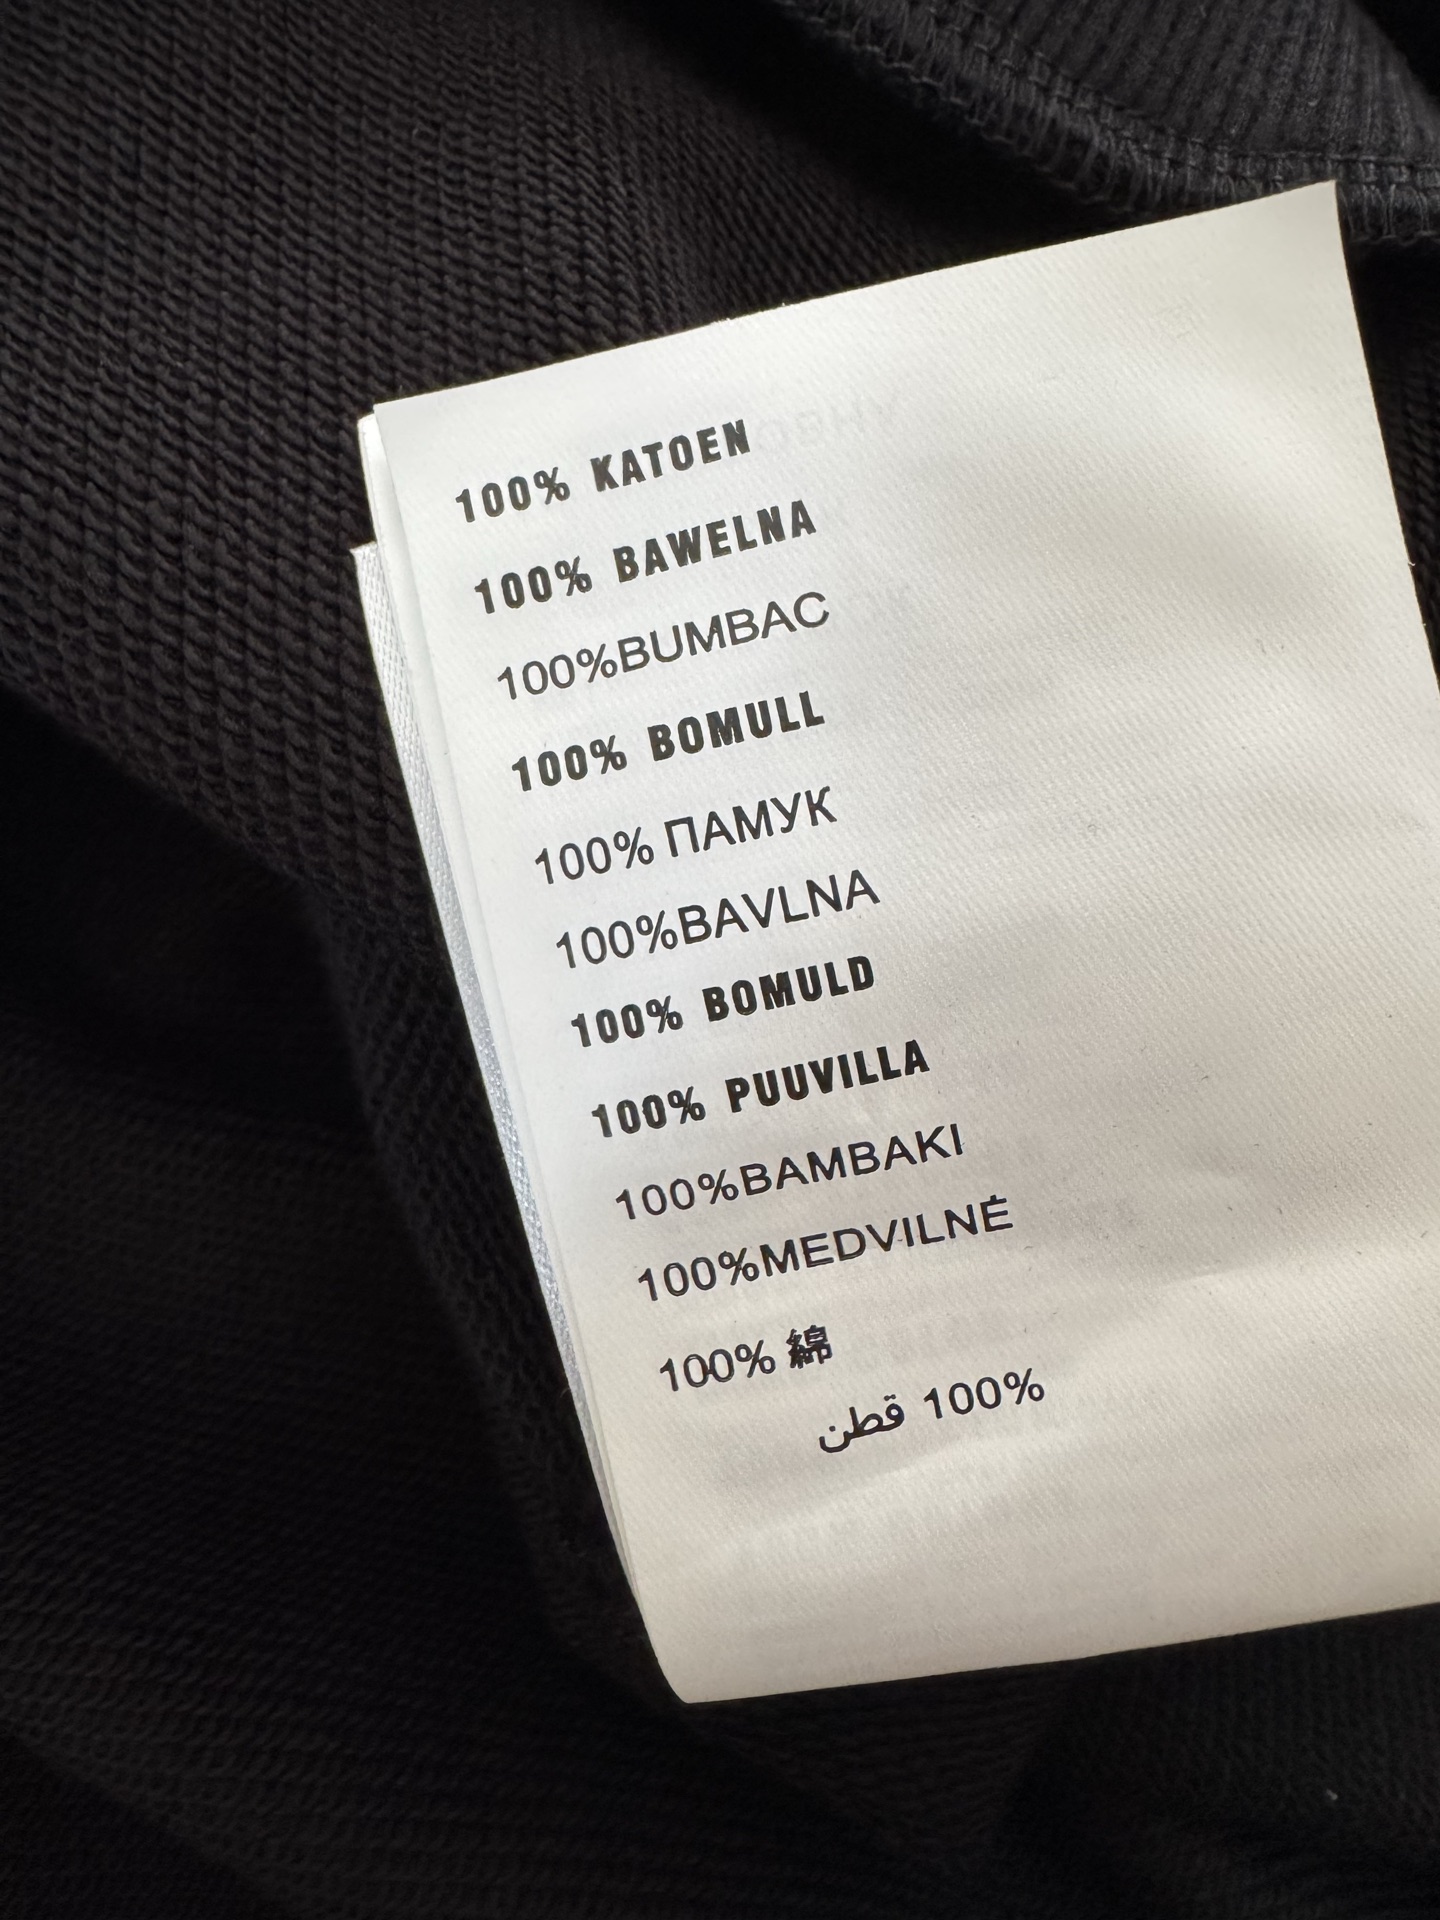 100% KATOEN
100% BAWELNA
100%BUMBAC
100% BOMULL
100% ПАМУК
100%BAVLNA
100% BOMULD
100% PUUVILLA
100%BAMBAKI
100%MEDVILNĖ
100% 綿
100% قطن